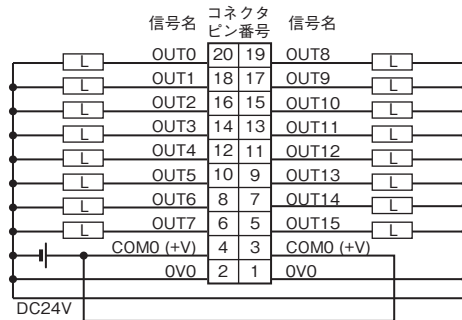 信号名 コネクタ ピン番号 信号名
L OUT0 20 19 OUT8 L
L OUT1 18 17 OUT9 L
L OUT2 16 15 OUT10 L
L OUT3 14 13 OUT11 L
L OUT4 12 11 OUT12 L
L OUT5 10 9 OUT13 L
L OUT6 8 7 OUT14 L
L OUT7 6 5 OUT15 L
COM0 (+V) 4 3 COM0 (+V)
0V0 2 1 0V0
DC24V